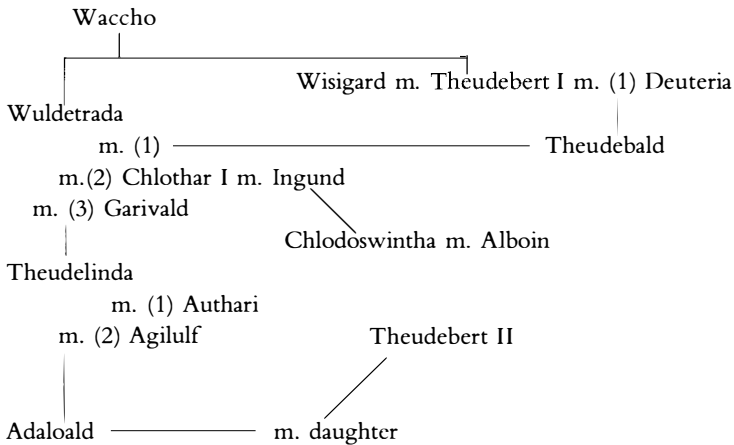 Waccho
Wisigard m. Theudebert I m. (1) Deuteria
Wuldetrada
m. (1) Theudebald
m.(2) Chlothar I m. Ingund
m. (3) Garivald
Chlodoswintha m. Alboin
Theudelinda
m. (1) Authari
m. (2) Agilulf Theudebert II
Adaloald m. daughter